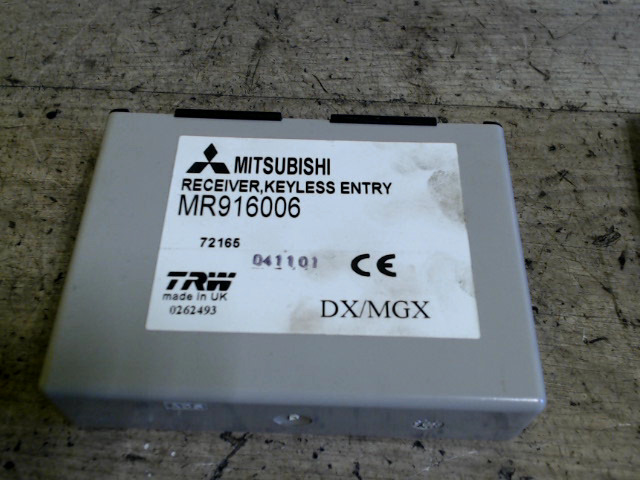 MITSUBISHI
RECEIVER,KEYLESS ENTRY
MR916006
72165
041101
CE
TRW
made in UK
0262493
DX/MGX